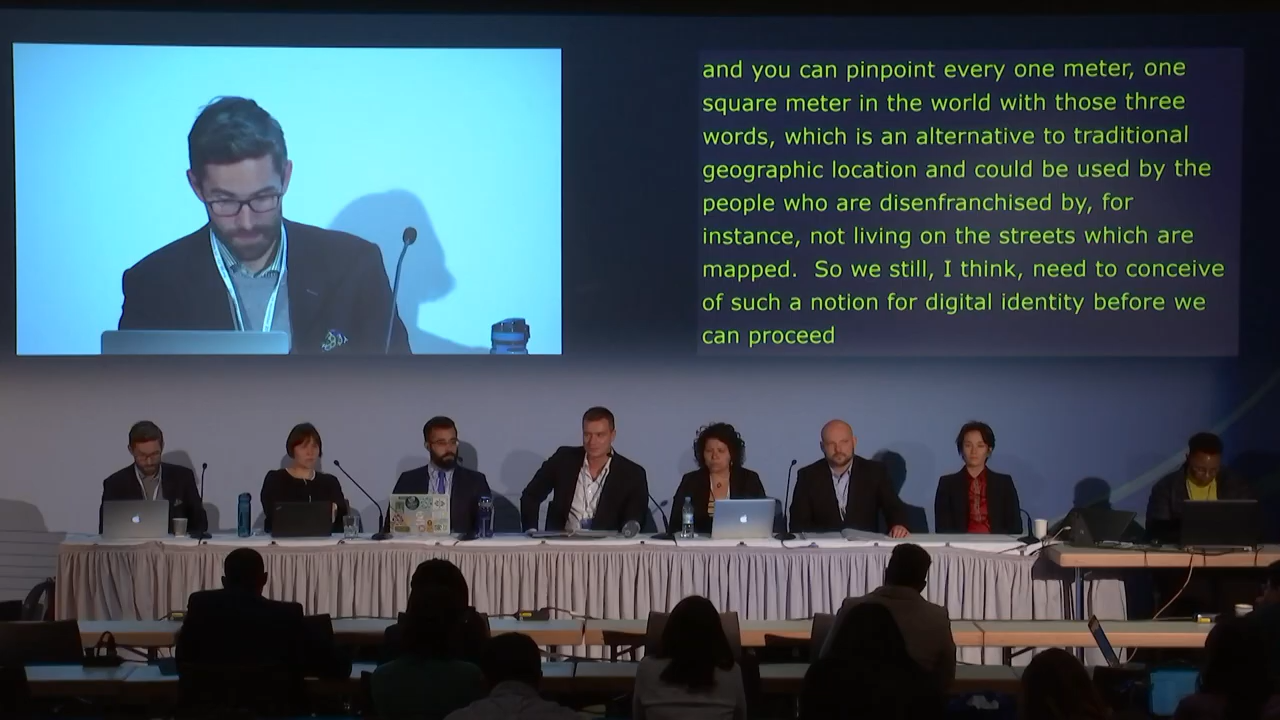 and you can pinpoint every one meter, one
square meter in the world with those three
words, which is an alternative to traditional
geographic location and could be used by the
people who are disenfranchised by, for
instance, not living on the streets which are
mapped.  So we still, I think, need to conceive
of such a notion for digital identity before we
can proceed